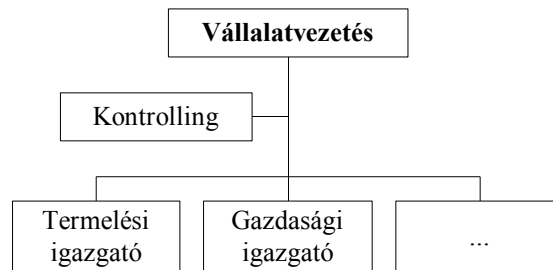 Vállalatvezetés
Kontrolling
Termelési
igazgató
Gazdasági
igazgató
...